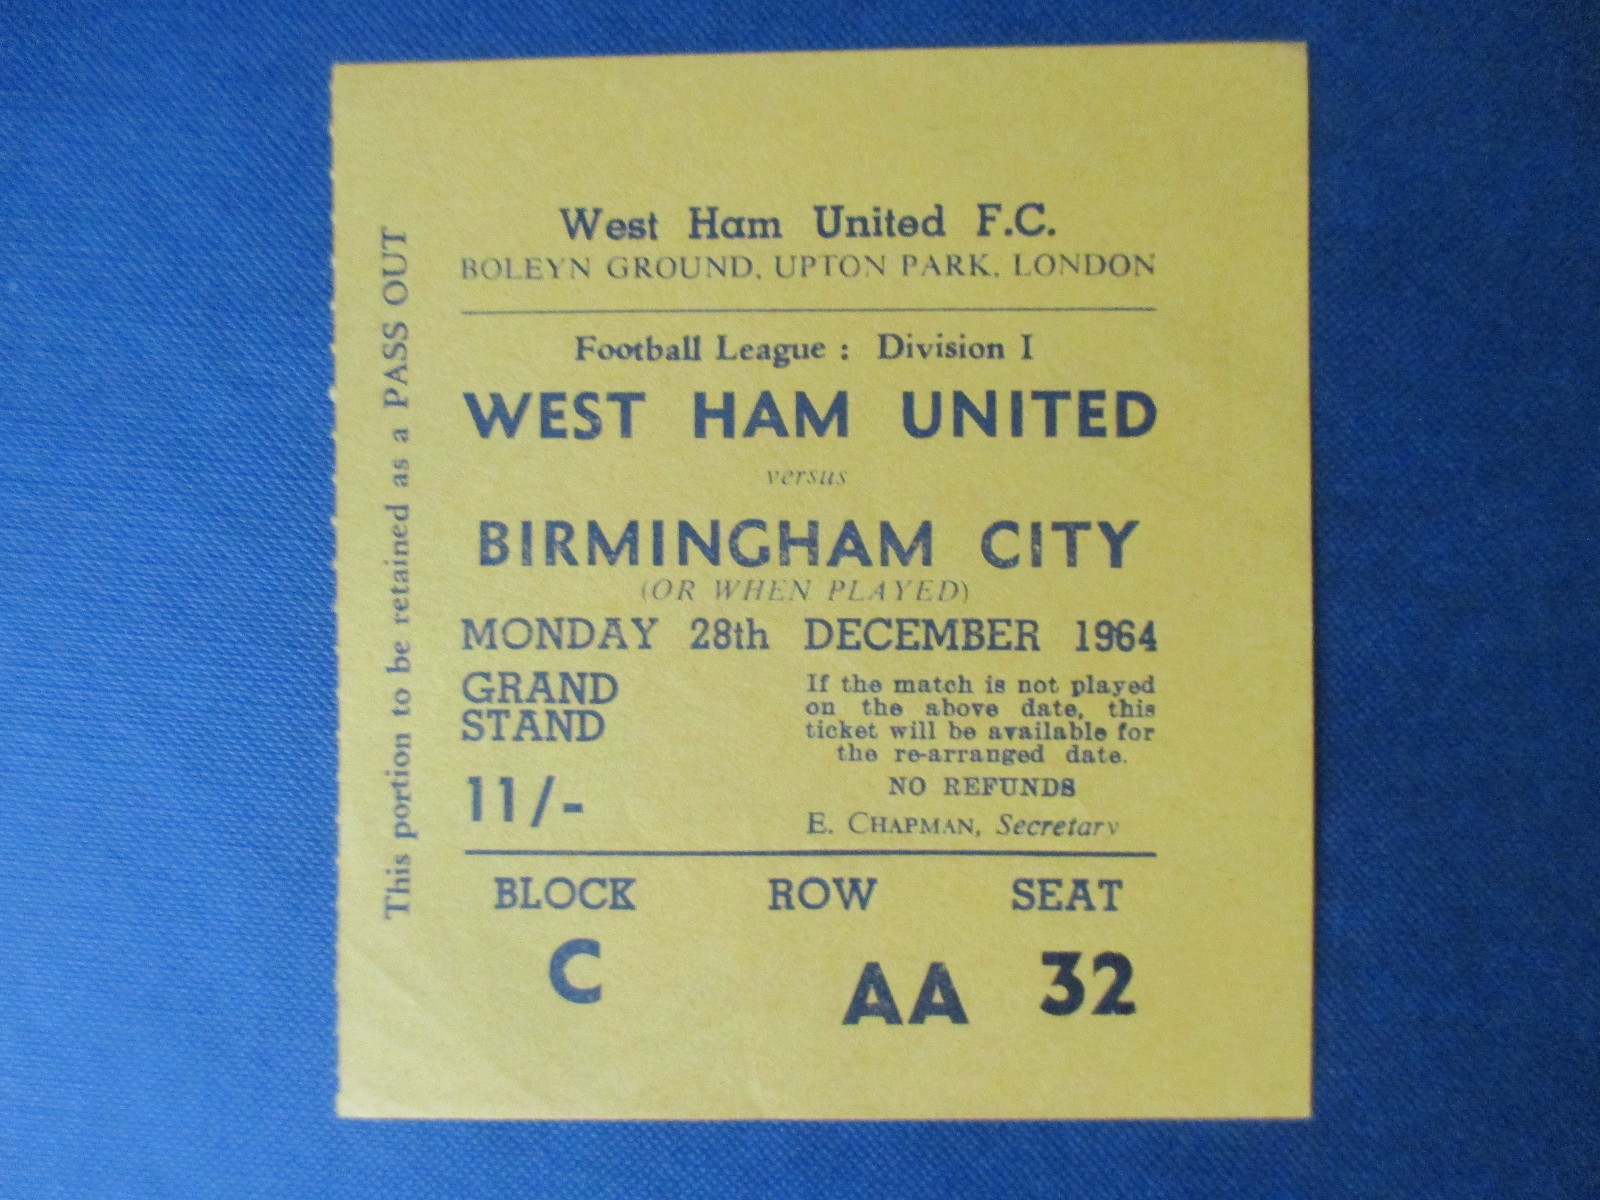 West Ham United F.C.
BOLEYN GROUND, UPTON PARK, LONDON
Football League : Division I
WEST HAM UNITED
versus
BIRMINGHAM CITY
(OR WHEN PLAYED)
MONDAY 28th DECEMBER 1964
GRAND
STAND
11/-
If the match is not played
on the above date, this
ticket will be available for
the re-arranged date.
NO REFUNDS
E. CHAPMAN, Secretary
BLOCK ROW SEAT
C AA 32
This portion to be retained as a PASS OUT